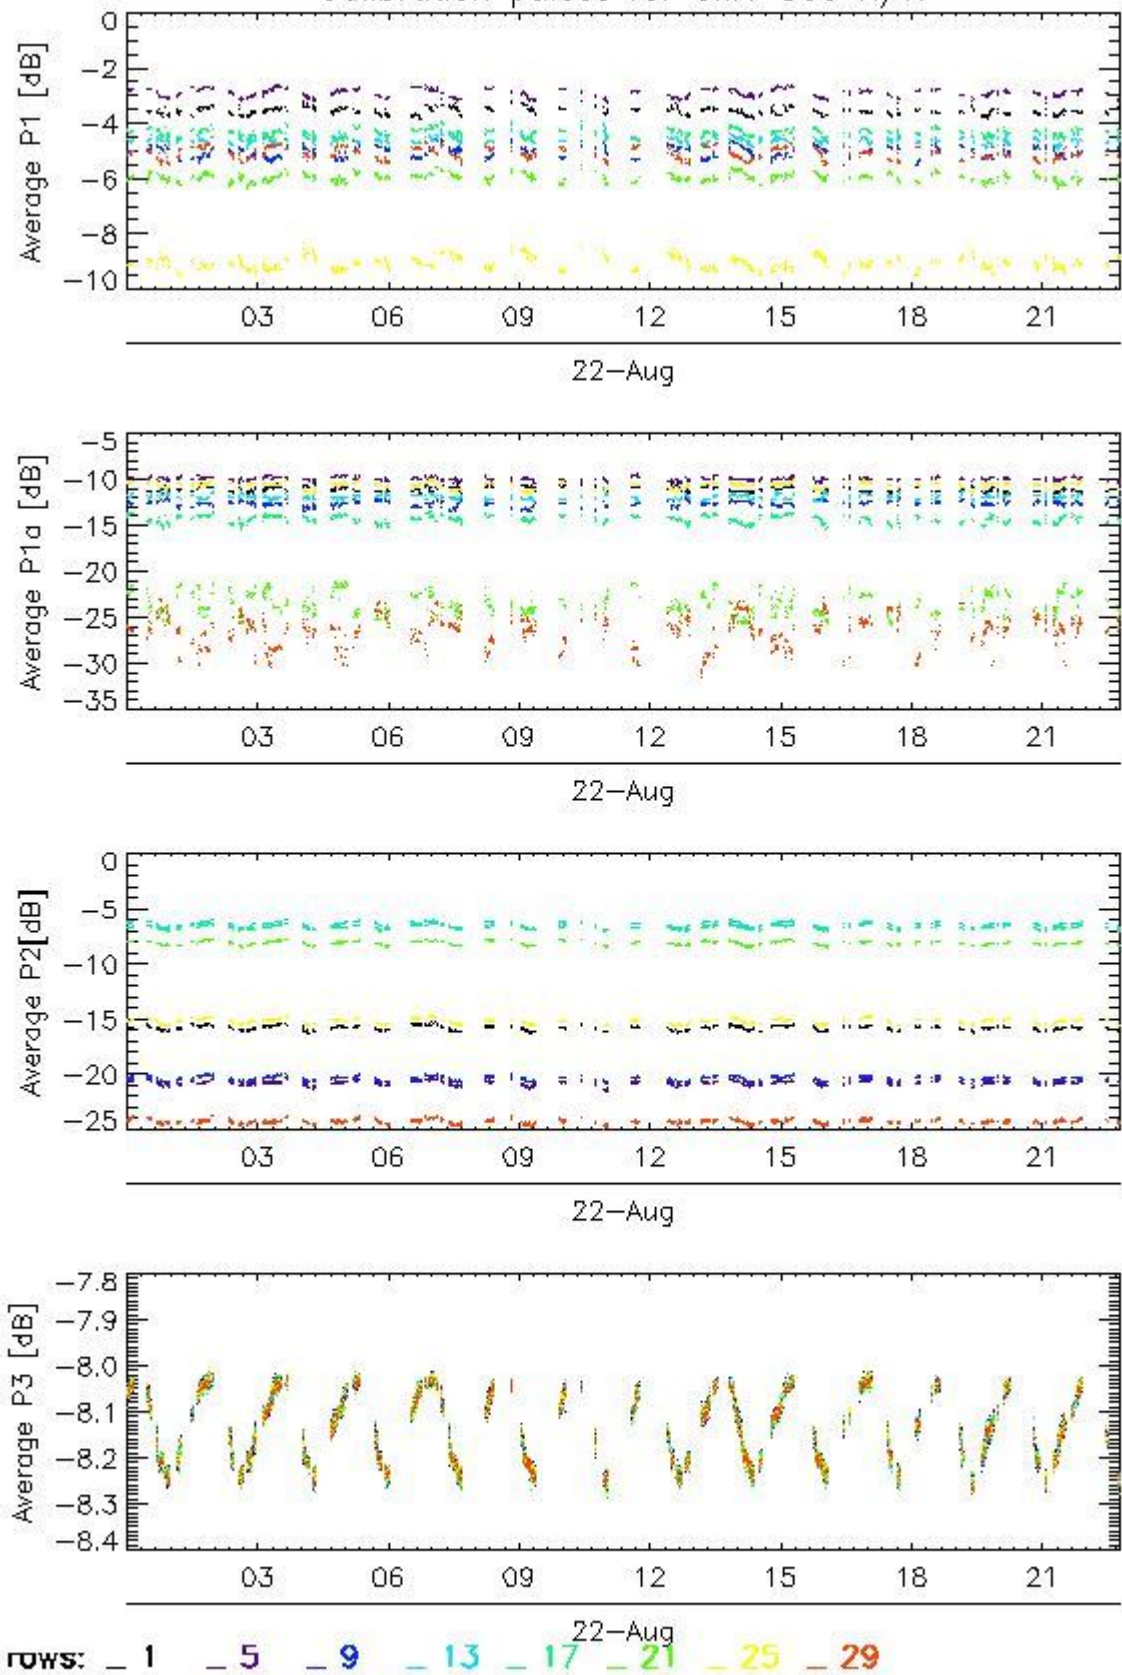 0
-2
-4
-6
-8
-10
Average P1 [dB]
03 06 09 12 15 18 21
22-Aug
-5
-10
-15
-20
-25
-30
-35
Average P1a [dB]
03 06 09 12 15 18 21
22-Aug
0
-5
-10
-15
-20
-25
Average P2[dB]
03 06 09 12 15 18 21
22-Aug
-7.8
-7.9
-8.0
-8.1
-8.2
-8.3
-8.4
Average P3 [dB]
03 06 09 12 15 18 21
22-Aug
rows: _ 1 _ 5 _ 9 _ 13 _ 17 _ 21 _ 25 _ 29